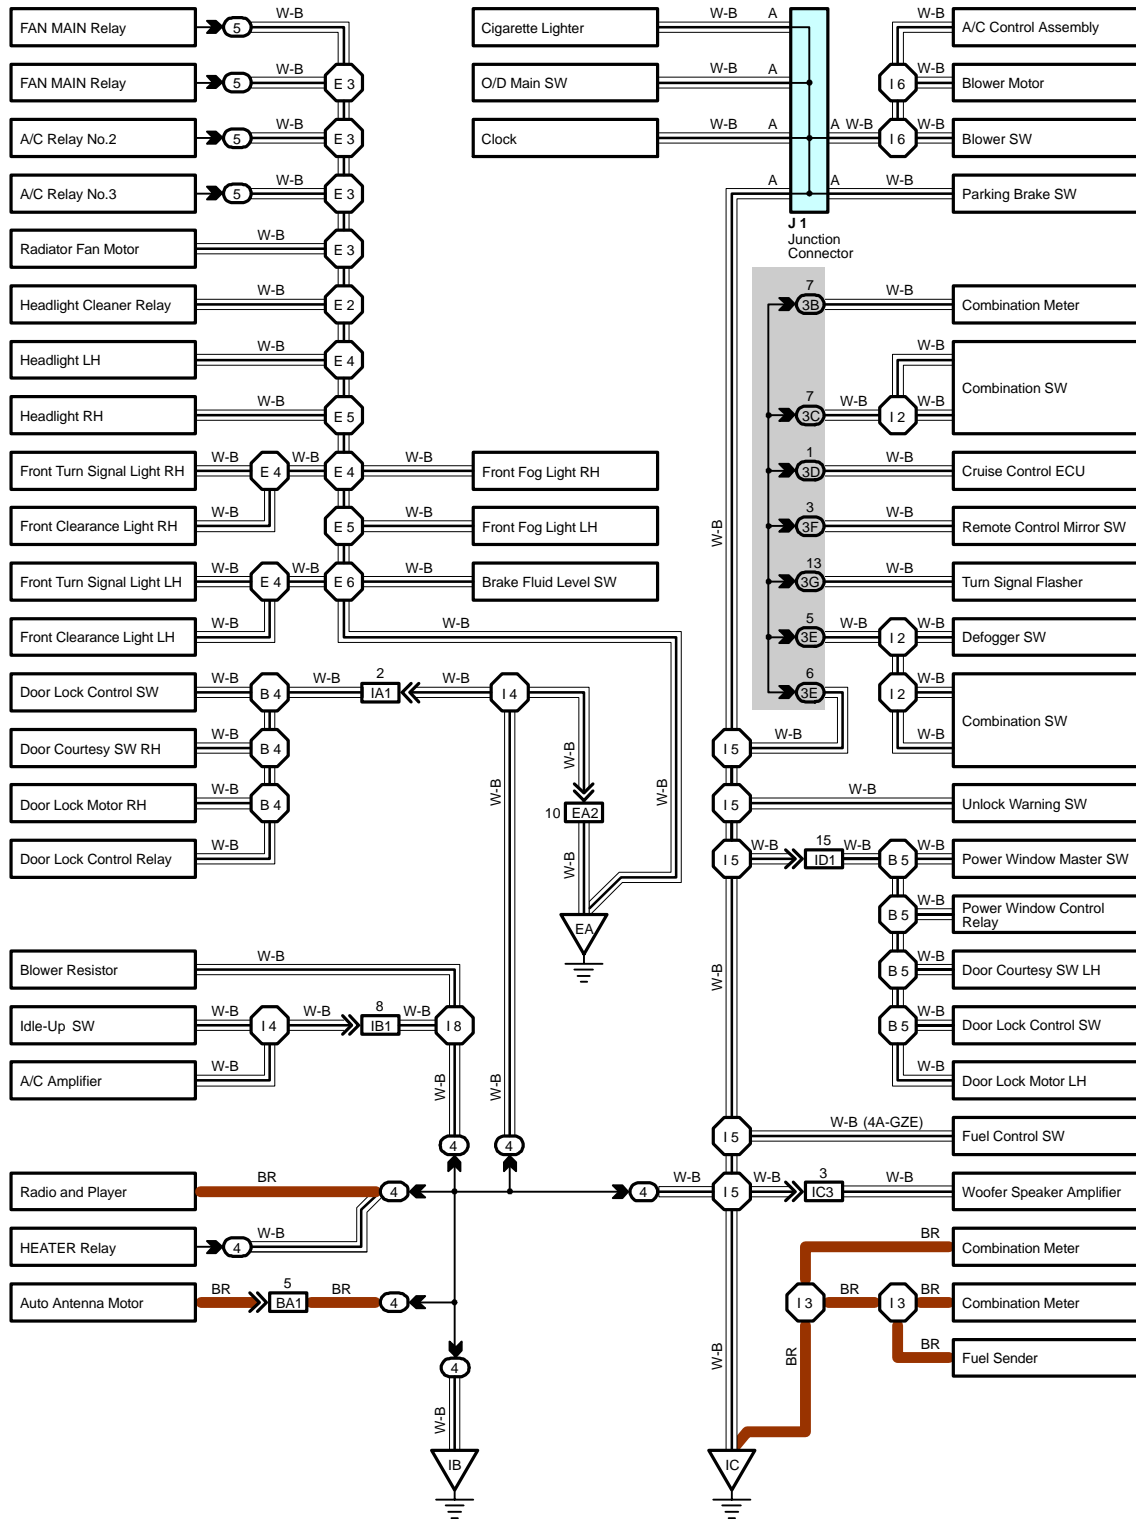 FAN MAIN Relay 5 W-B
Cigarette Lighter W-B A
W-B A/C Control Assembly
FAN MAIN Relay 5 W-B E 3
O/D Main SW W-B A
I 6 W-B Blower Motor
A/C Relay No.2 5 W-B E 3
Clock W-B A
A W-B I 6 W-B Blower SW
A/C Relay No.3 5 W-B E 3
A A W-B Parking Brake SW
J 1
Junction
Connector
Radiator Fan Motor W-B E 3
Headlight Cleaner Relay W-B E 2
7
3B W-B Combination Meter
Headlight LH W-B E 4
W-B
Combination SW
Headlight RH W-B E 5
7
3C W-B I 2 W-B
Front Turn Signal Light RH W-B E 4 W-B E 4 W-B Front Fog Light RH
1
3D W-B Cruise Control ECU
Front Clearance Light RH W-B
E 5 W-B Front Fog Light LH
W-B
3
3F W-B Remote Control Mirror SW
Front Turn Signal Light LH W-B E 4 W-B E 6 W-B Brake Fluid Level SW
13
3G W-B Turn Signal Flasher
Front Clearance Light LH W-B
W-B
5
3E W-B I 2 W-B Defogger SW
Door Lock Control SW W-B B 4 W-B
2
IA1 W-B I 4
6
3E I 2 W-B
Combination SW
W-B
Door Courtesy SW RH W-B B 4
W-B W-B W-B
I 5 W-B
Door Lock Motor RH W-B B 4
10 EA2
I 5 W-B Unlock Warning SW
Door Lock Control Relay W-B
W-B
I 5 W-B
15
ID1 W-B B 5 W-B Power Window Master SW
B 5 W-B Power Window Control
Relay
EA
Blower Resistor W-B
W-B
B 5 W-B Door Courtesy SW LH
Idle-Up SW W-B I 4 W-B
8
IB1 W-B I 8
B 5 W-B Door Lock Control SW
A/C Amplifier W-B
W-B W-B
W-B Door Lock Motor LH
4 4
I 5 W-B (4A-GZE) Fuel Control SW
Radio and Player BR 4
4 W-B I 5 W-B
3
IC3 W-B Woofer Speaker Amplifier
HEATER Relay 4 W-B
BR Combination Meter
Auto Antenna Motor BR
5
BA1 BR 4
I 3 BR I 3 BR Combination Meter
4
W-B BR
BR Fuel Sender
W-B
IB
IC